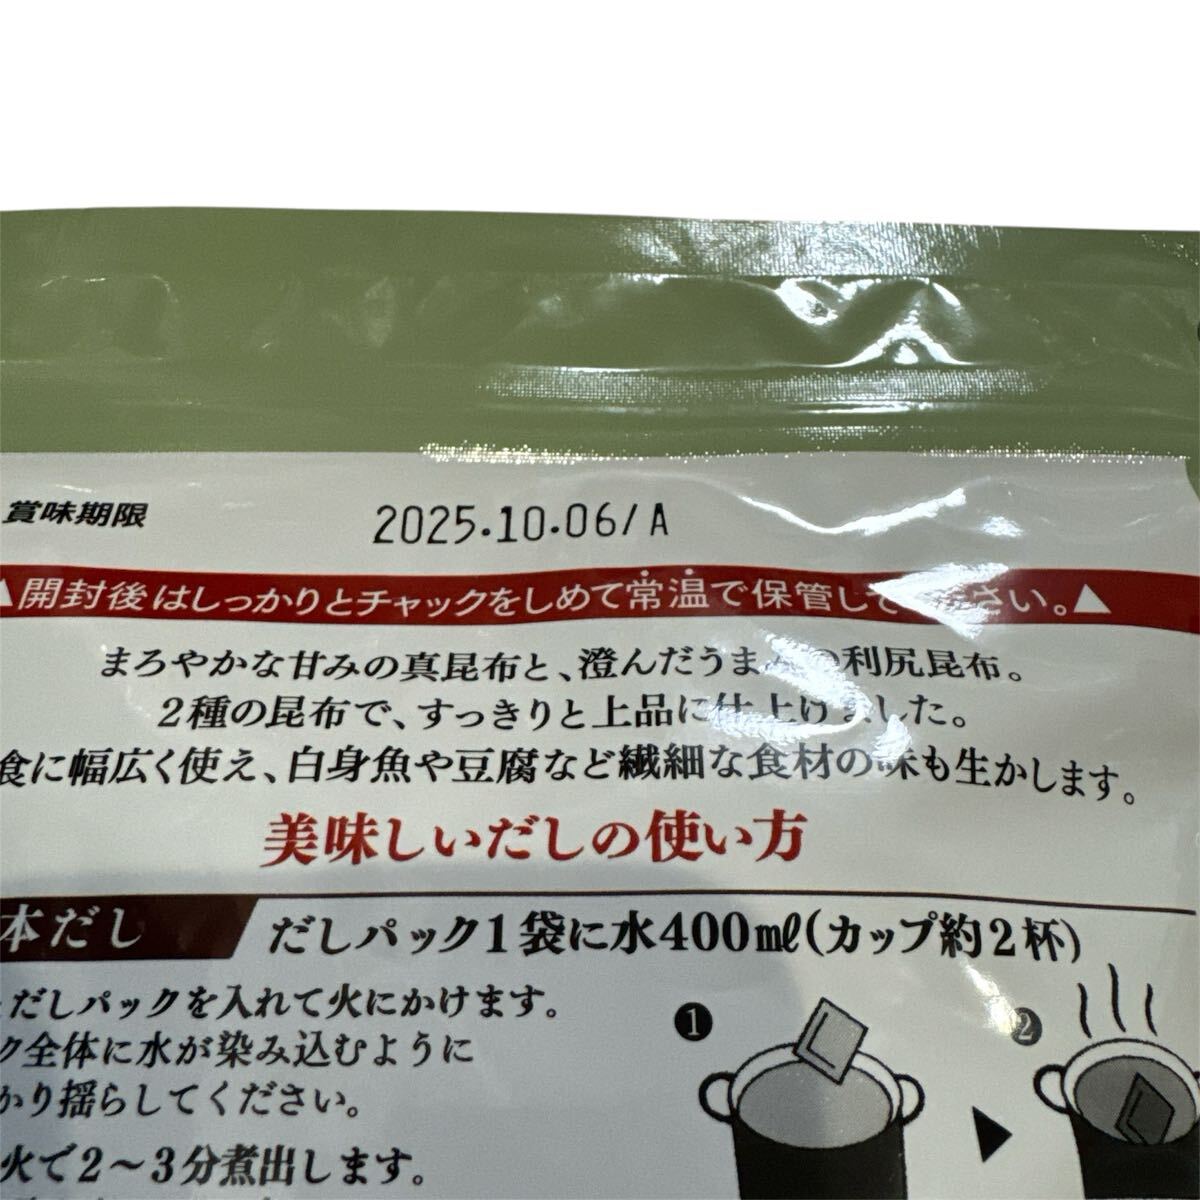 賞味期限 2025.10.06/A
▲開封後はしっかりとチャックをしめて常温で保管してください。▲
まろやかな甘みの真昆布と、澄んだうまみの利尻昆布。
2種の昆布で、すっきりと上品に仕上げました。
食に幅広く使え、白身魚や豆腐など繊細な食材の味も生かします。
美味しいだしの使い方
本だし だしパック1袋に水400mℓ(カップ約2杯)
だしパックを入れて火にかけます。
ク全体に水が染み込むように
かり揺らしてください。
火で2～3分煮出します。
❶
❷